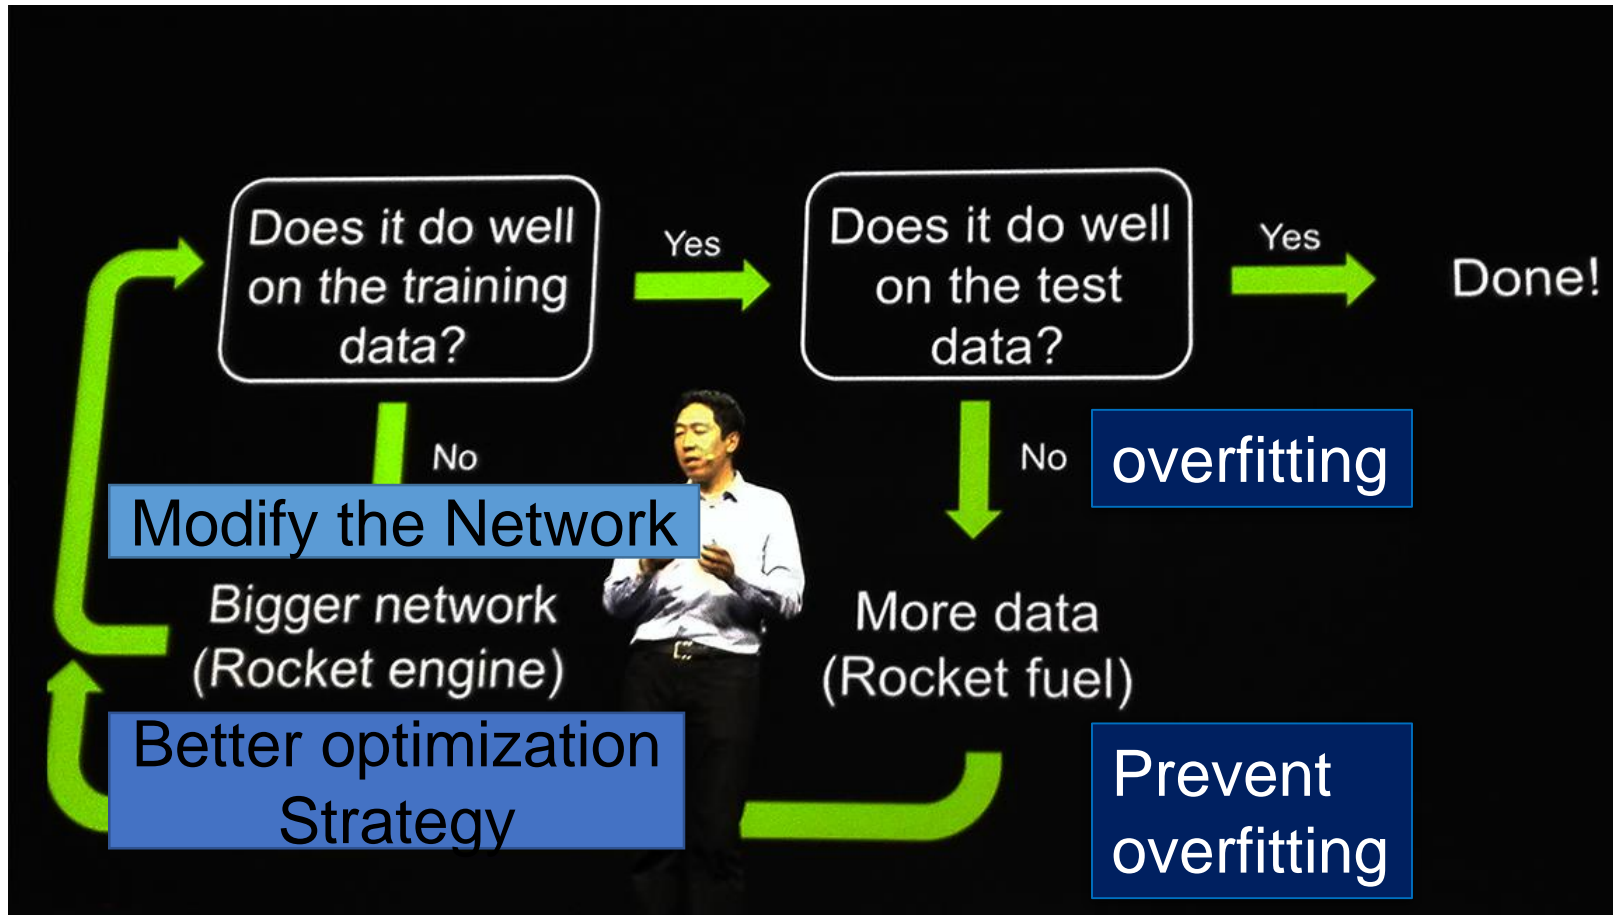 Does it do well
on the training
data?
Yes
Does it do well
on the test
data?
Yes
Done!
No
No
overfitting
Modify the Network
Bigger network
(Rocket engine)
More data
(Rocket fuel)
Better optimization
Strategy
Prevent
overfitting